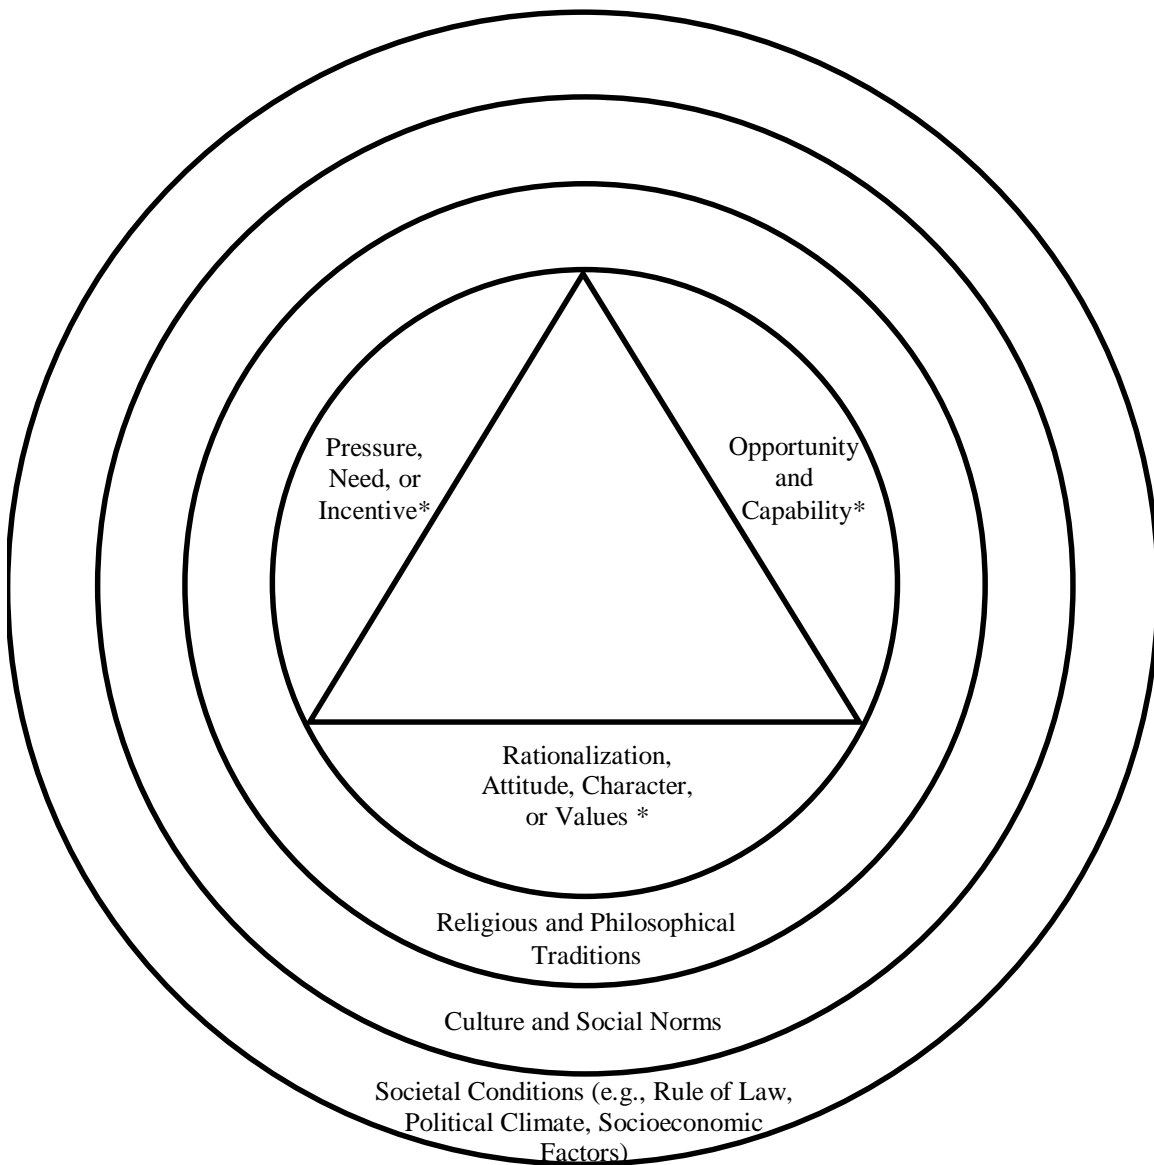 Pressure,
Need, or
Incentive*
Opportunity
and
Capability*
Rationalization,
Attitude, Character,
or Values *
Religious and Philosophical
Traditions
Culture and Social Norms
Societal Conditions (e.g., Rule of Law,
Political Climate, Socioeconomic
Factors)